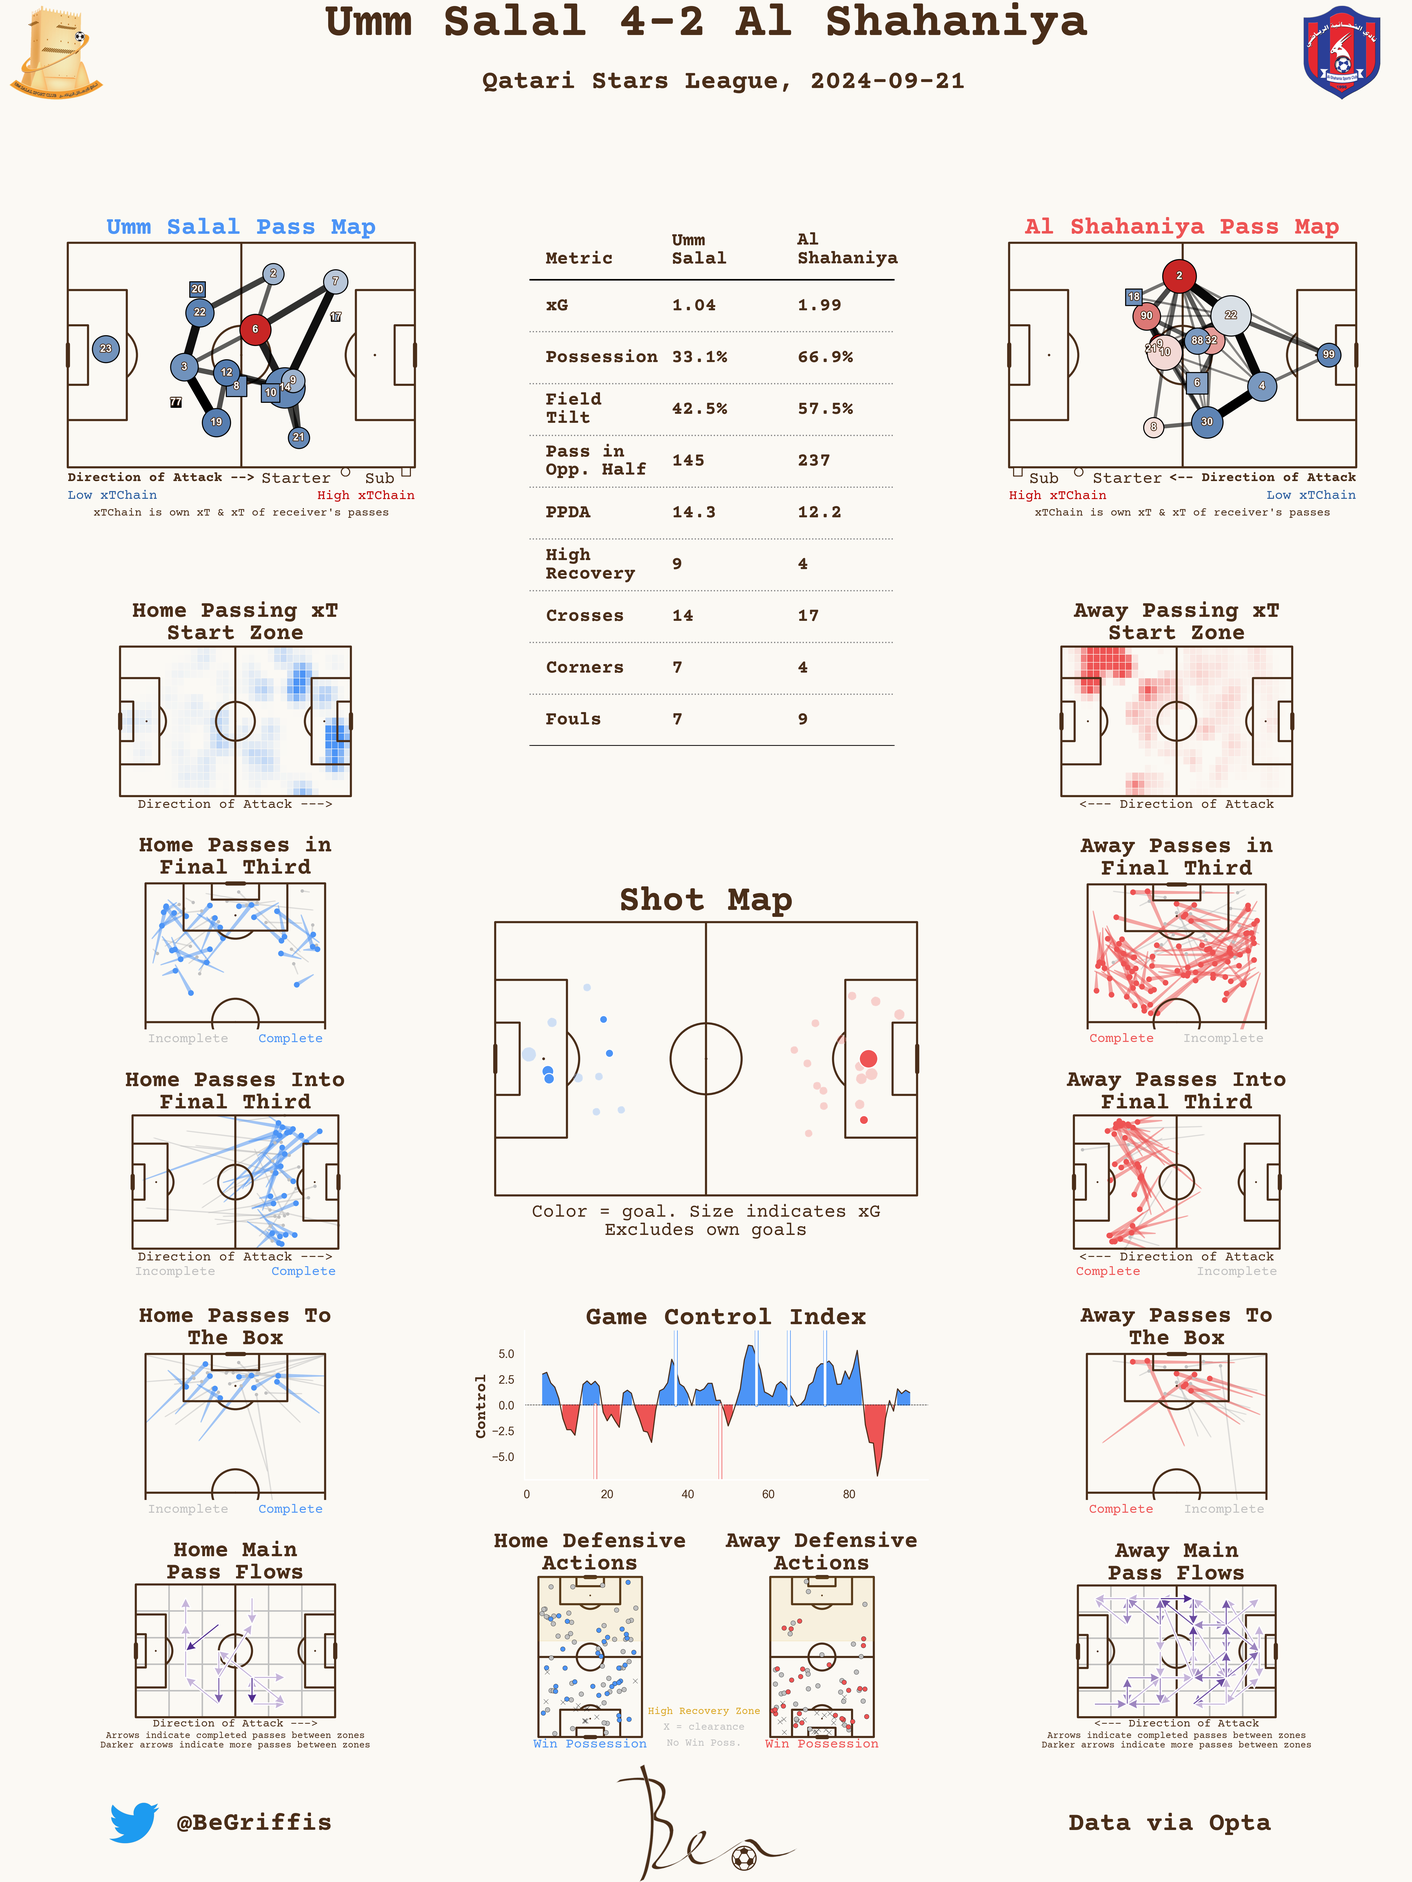 Umm Salal 4-2 Al Shahaniya
Qatari Stars League, 2024-09-21
Umm Salal Pass Map
20
2
7
22
6
17
23
3
12
8
10
14
9
77
19
21
Direction of Attack --> Starter Sub
Low xTChain High xTChain
xTChain is own xT & xT of receiver's passes
Metric Umm Salal Al Shahaniya
xG 1.04 1.99
Possession 33.1% 66.9%
Field Tilt 42.5% 57.5%
Pass in Opp. Half 145 237
PPDA 14.3 12.2
High Recovery 9 4
Crosses 14 17
Corners 7 4
Fouls 7 9
Al Shahaniya Pass Map
2
18
90
22
9
21
10
88
32
99
6
4
8
30
Sub Starter <-- Direction of Attack
High xTChain Low xTChain
xTChain is own xT & xT of receiver's passes
Home Passing xT
Start Zone
Direction of Attack --->
Away Passing xT
Start Zone
<--- Direction of Attack
Home Passes in
Final Third
Incomplete Complete
Away Passes in
Final Third
Complete Incomplete
Shot Map
Color = goal. Size indicates xG
Excludes own goals
Home Passes Into
Final Third
Direction of Attack --->
Incomplete Complete
Away Passes Into
Final Third
<--- Direction of Attack
Complete Incomplete
Home Passes To
The Box
Incomplete Complete
Game Control Index
Control
5.0
2.5
0.0
−2.5
−5.0
0 20 40 60 80
Away Passes To
The Box
Complete Incomplete
Home Main
Pass Flows
Direction of Attack --->
Arrows indicate completed passes between zones
Darker arrows indicate more passes between zones
Home Defensive
Actions
Win Possession
High Recovery Zone
X = clearance
No Win Poss.
Away Defensive
Actions
Win Possession
Away Main
Pass Flows
<--- Direction of Attack
Arrows indicate completed passes between zones
Darker arrows indicate more passes between zones
@BeGriffis
Ben
Data via Opta